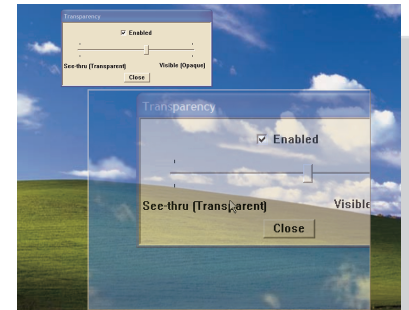 Transparency
Enabled
See-thru (Transparent) Visible (Opaque)
Close
Transparency
Enabled
See-thru (Transparent) Visible
Close